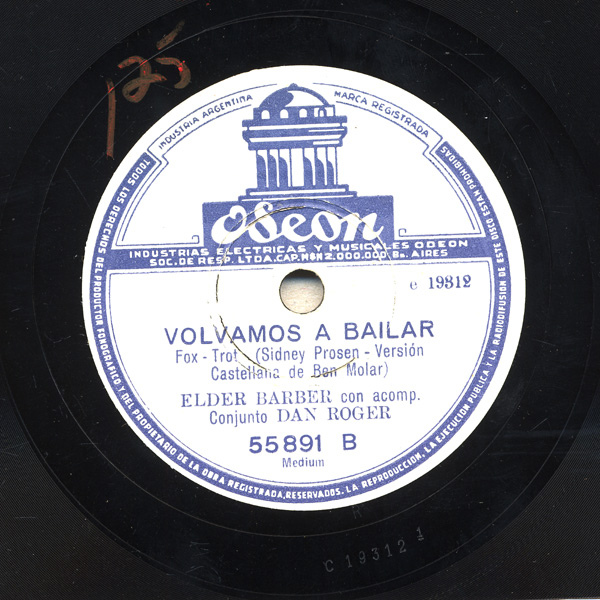 125
INDUSTRIA ARGENTINA
MARCA REGISTRADA
Odeon
INDUSTRIAS ELECTRICAS Y MUSICALES ODEON
SOC. DE RESP. LTDA. CAP. M$N 2.000.000 Bs. AIRES
e 19312
VOLVAMOS A BAILAR
Fox - Trot (Sidney Prosen - Versión
Castellana de Ben Molar)
ELDER BARBER con acomp.
Conjunto DAN ROGER
55891 B
Medium
TODOS LOS DERECHOS DEL PRODUCTOR FONOGRAFICO Y DEL PROPIETARIO DE LA OBRA REGISTRADA, RESERVADOS. LA REPRODUCCION, LA EJECUCION PUBLICA Y LA RADIODIFUSION DE ESTE DISCO ESTAN PROHIBIDAS
C 19312 1